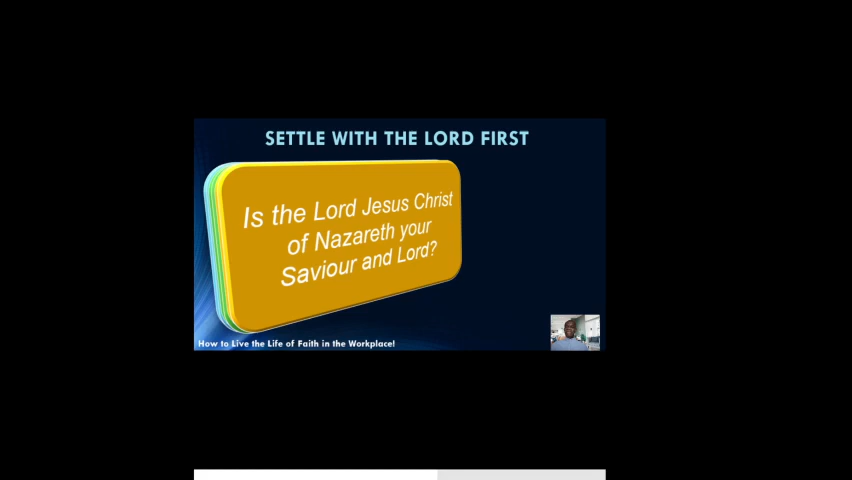 SETTLE WITH THE LORD FIRST
Is the Lord Jesus Christ
of Nazareth your
Saviour and Lord?
How to Live the Life of Faith in the Workplace!